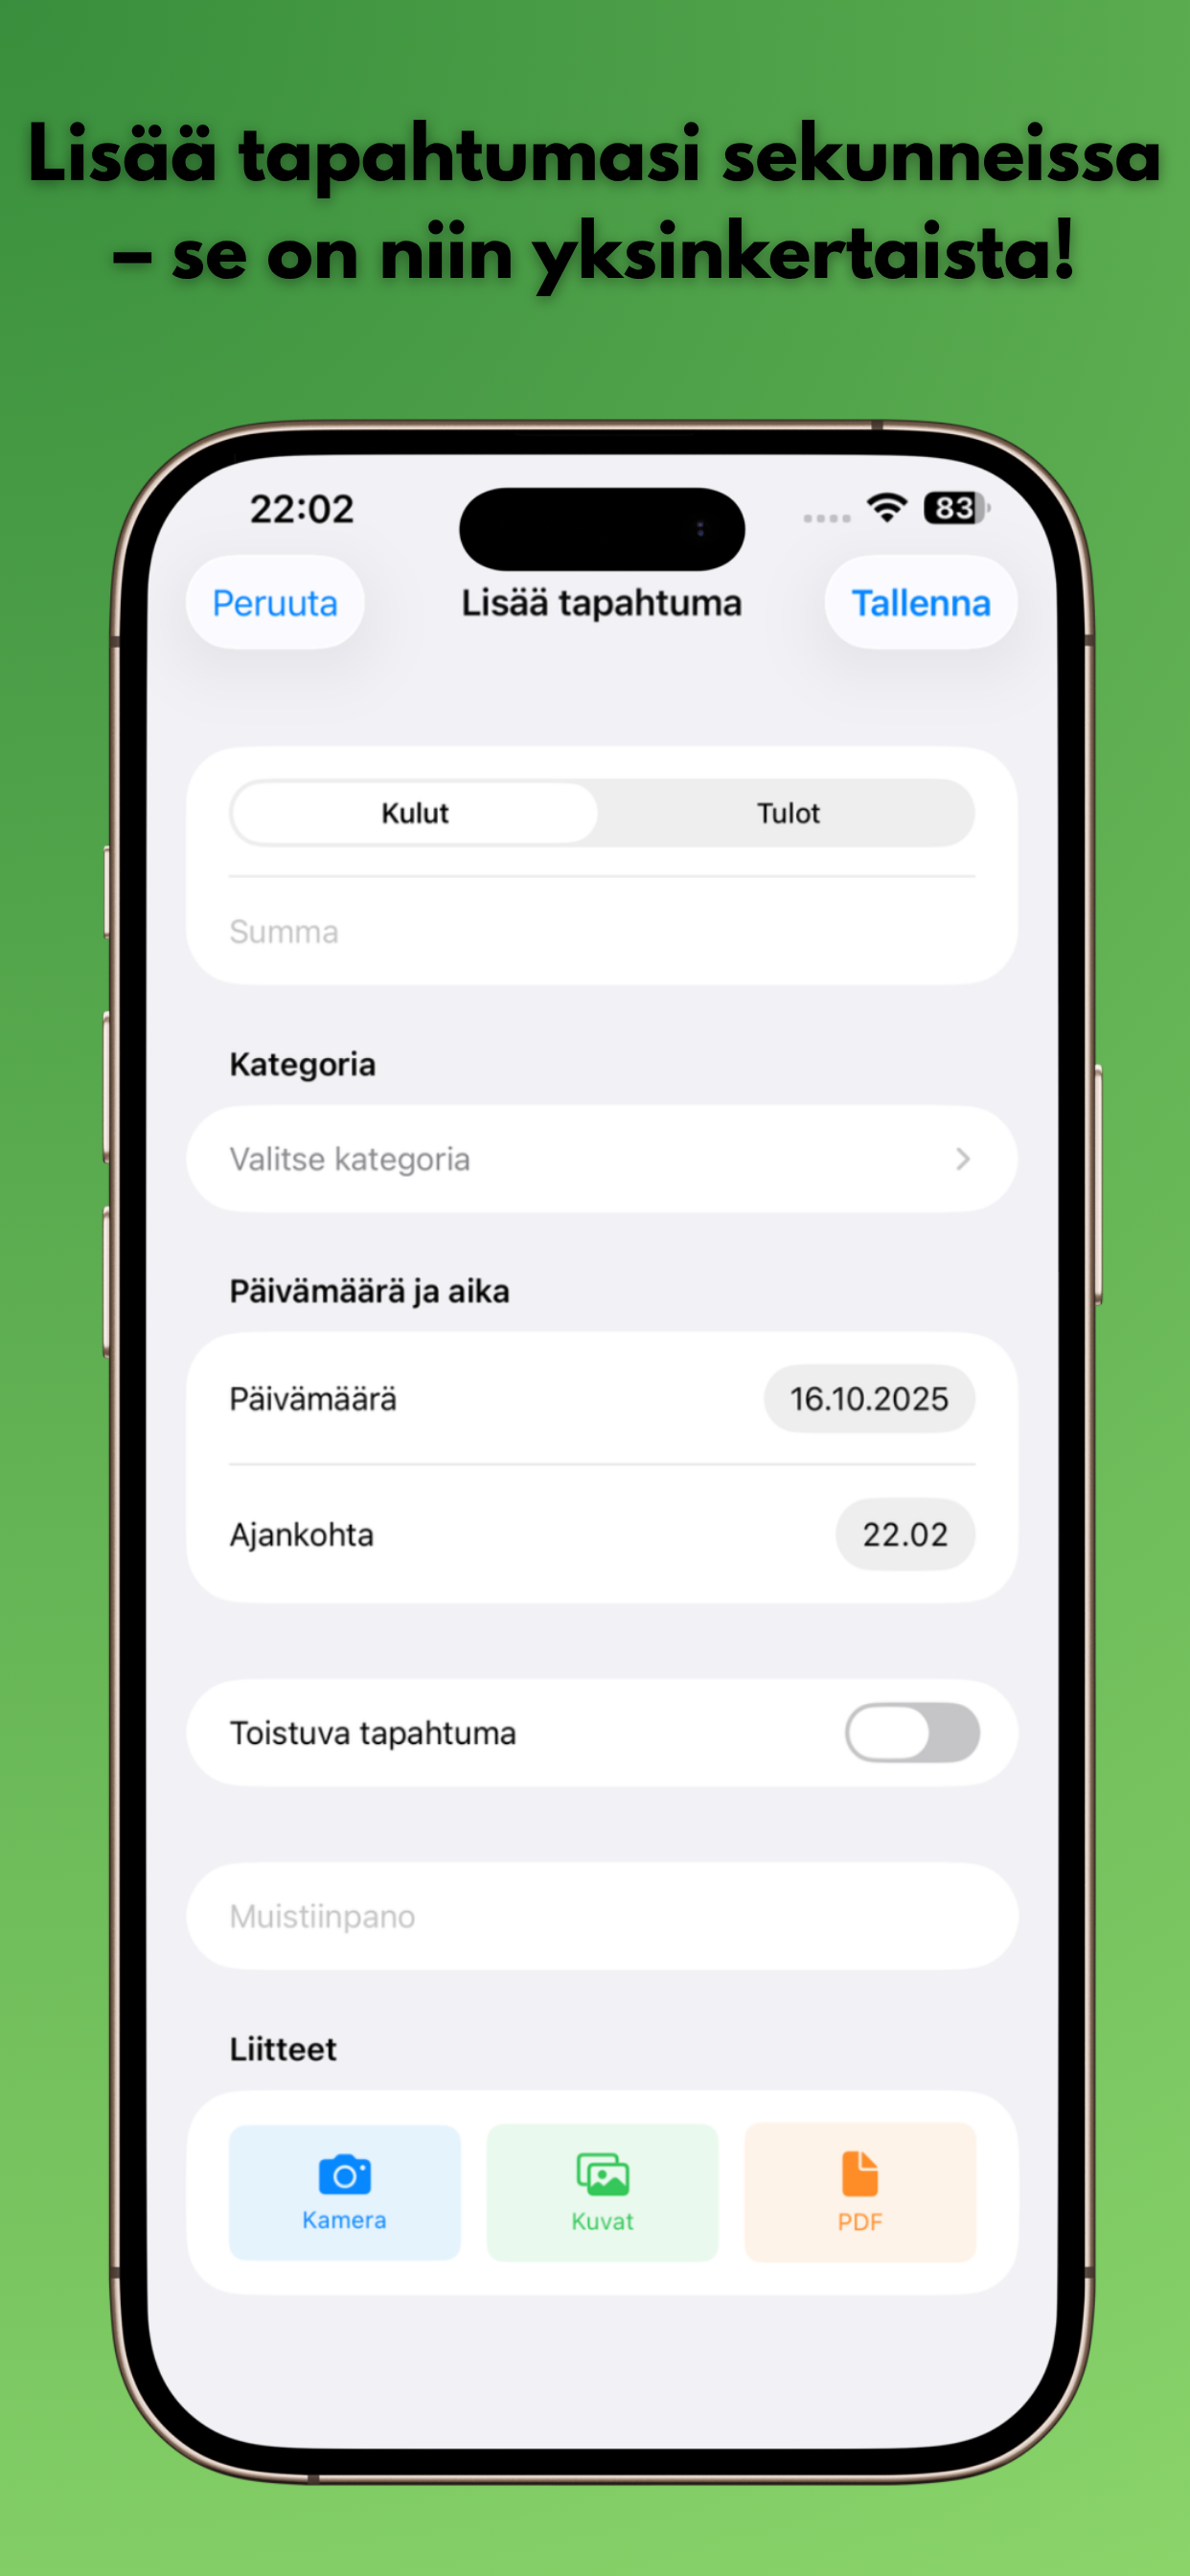 Lisää tapahtumasi sekunneissa
– se on niin yksinkertaista!
22:02
83
Peruuta
Lisää tapahtuma
Tallenna
Kulut
Tulot
Summa
Kategoria
Valitse kategoria
Päivämäärä ja aika
Päivämäärä
16.10.2025
Ajankohta
22.02
Toistuva tapahtuma
Muistiinpano
Liitteet
Kamera
Kuvat
PDF